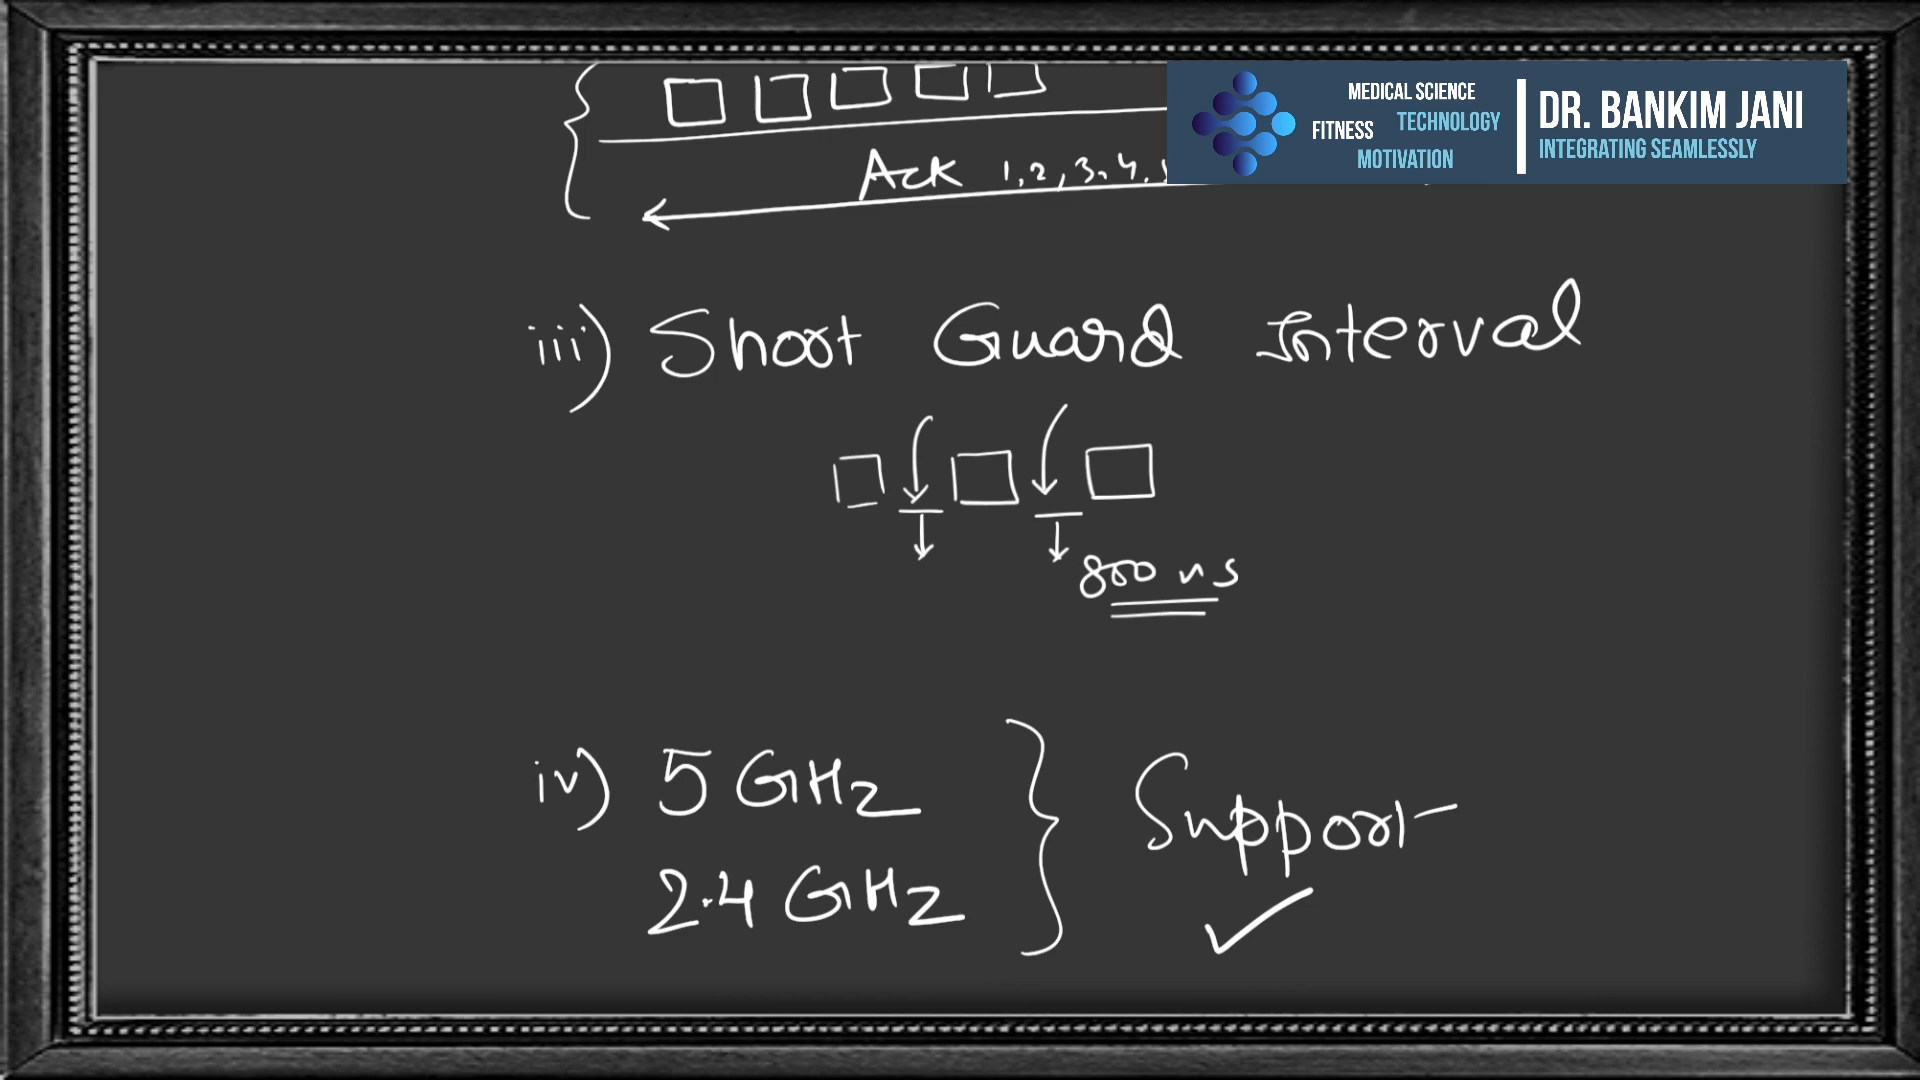 MEDICAL SCIENCE
FITNESS TECHNOLOGY
MOTIVATION
DR. BANKIM JANI
INTEGRATING SEAMLESSLY
Ack 1,2,3,4,
iii) Short Guard Interval
800 ns
iv) 5 GHz
2.4 GHz
Support